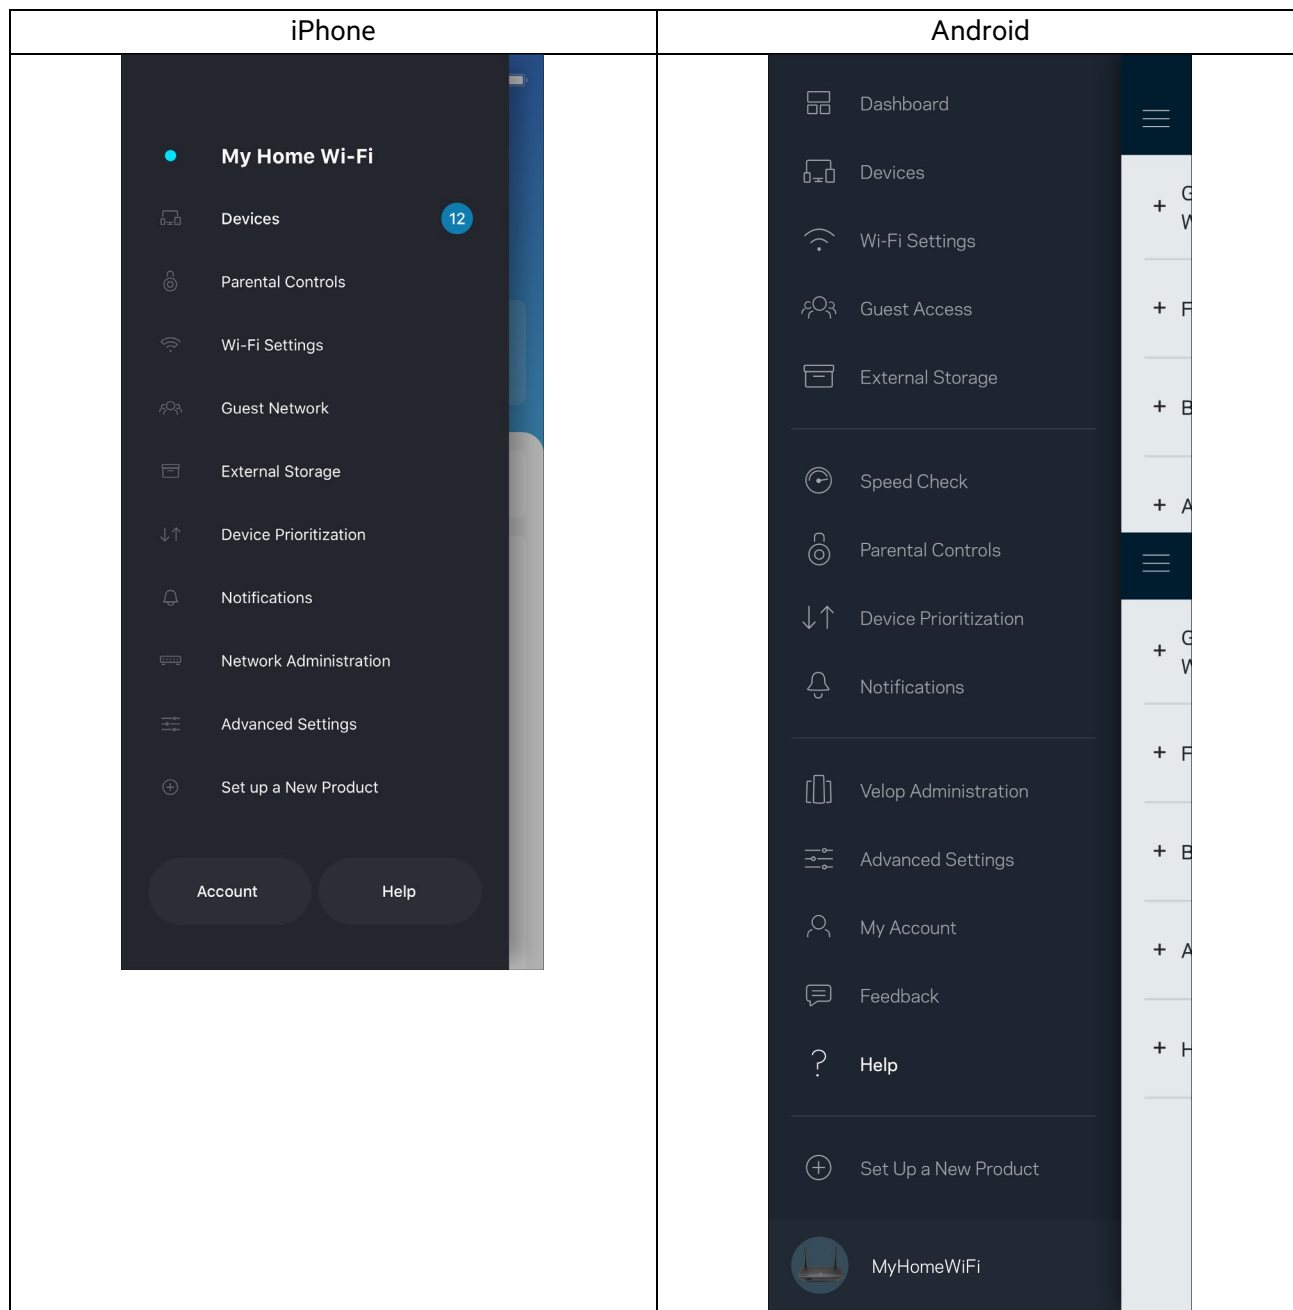 iPhone
Android
My Home Wi-Fi
Devices
12
Parental Controls
Wi-Fi Settings
Guest Network
External Storage
Device Prioritization
Notifications
Network Administration
Advanced Settings
Set up a New Product
Account
Help
Dashboard
Devices
Wi-Fi Settings
Guest Access
External Storage
Speed Check
Parental Controls
Device Prioritization
Notifications
Velop Administration
Advanced Settings
My Account
Feedback
Help
Set Up a New Product
MyHomeWiFi